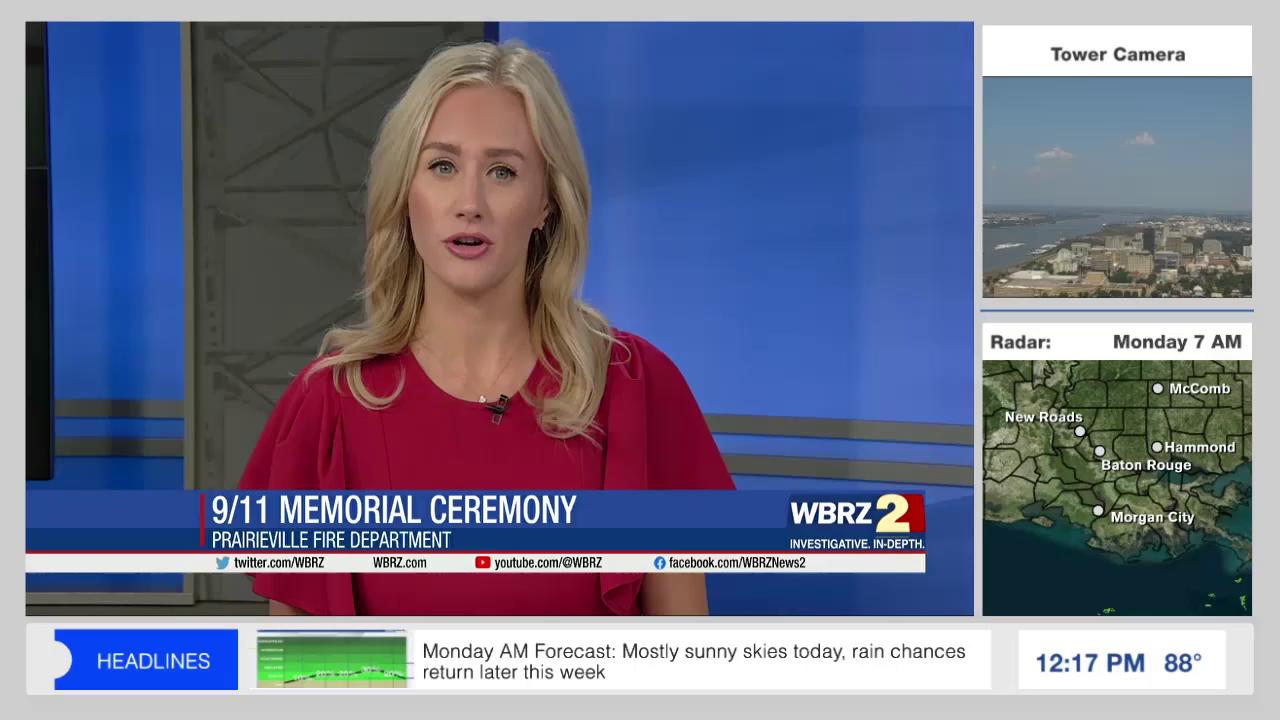 Tower Camera
Radar: Monday 7 AM
McComb
New Roads
Hammond
Baton Rouge
Morgan City
9/11 MEMORIAL CEREMONY
PRAIRIEVILLE FIRE DEPARTMENT
WBRZ 2
INVESTIGATIVE. IN-DEPTH.
twitter.com/WBRZ WBRZ.com youtube.com/@WBRZ facebook.com/WBRZNews2
HEADLINES
Monday AM Forecast: Mostly sunny skies today, rain chances
return later this week
12:17 PM 88°